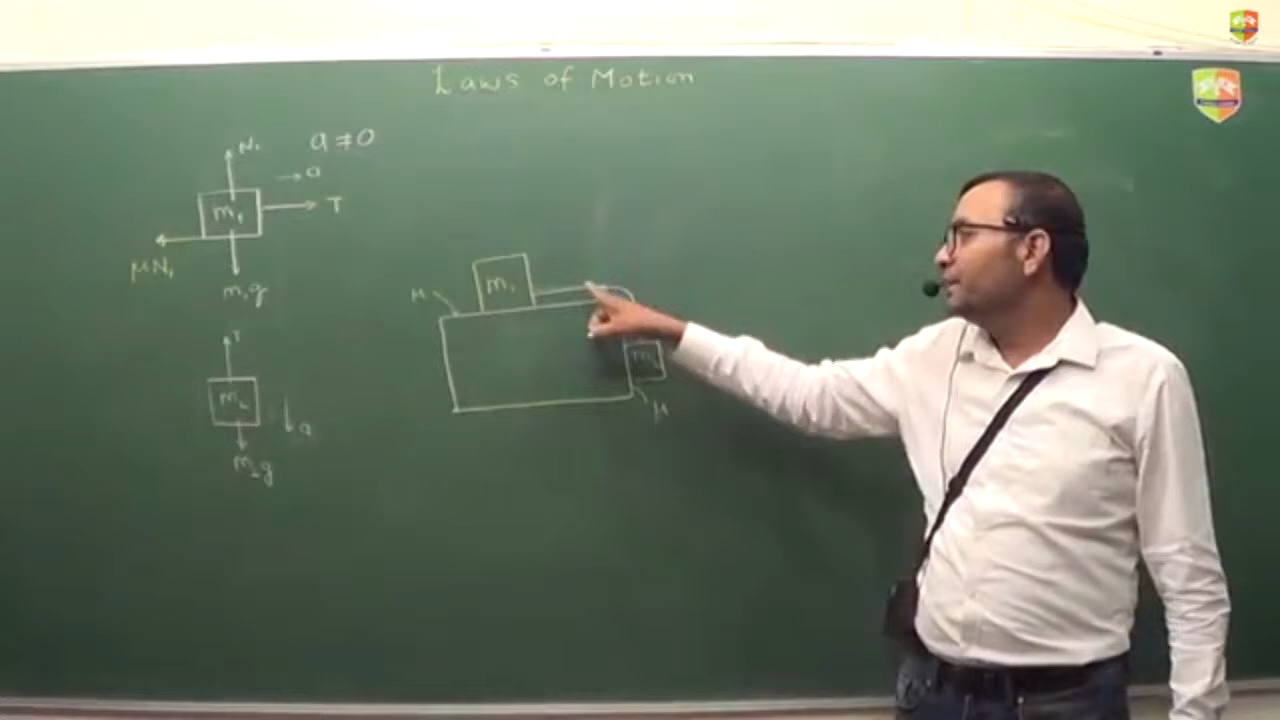 Laws of Motion
N₁
a ≠ 0
→ a
m₁
T
μN₁
m₁g
T
m₂
a
m₂g
μ
m₁
m₂
μ